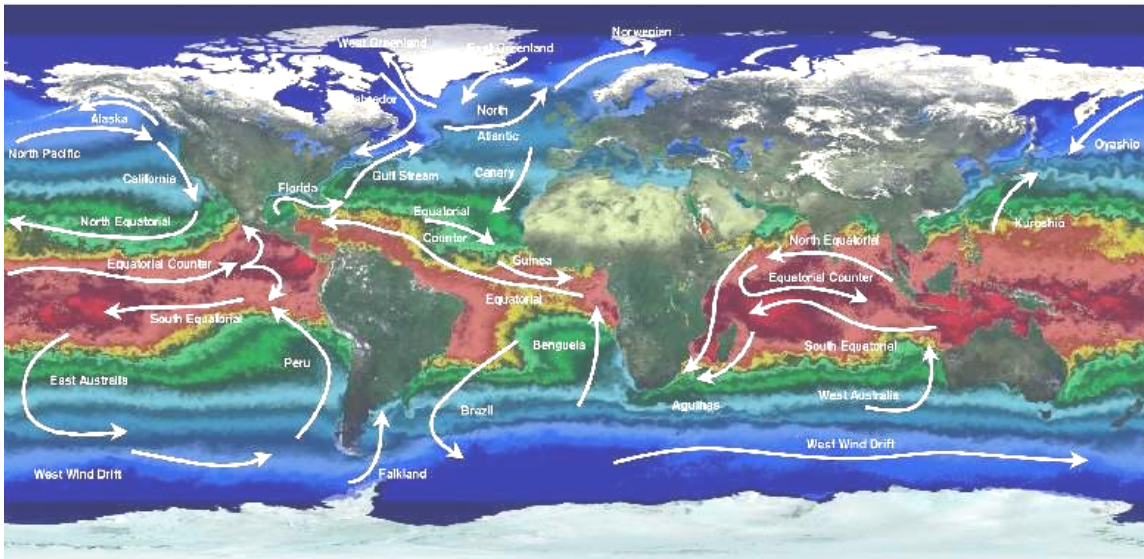 Norwegian
West Greenland
East Greenland
Labrador
North
Atlantic
Alaska
North Pacific
Oyashio
California
Florida
Gulf Stream
Canary
North Equatorial
Equatorial
Counter
Kuroshio
North Equatorial
Equatorial Counter
Guinea
Equatorial Counter
Equatorial
South Equatorial
Benguela
South Equatorial
Peru
East Australia
Brazil
Agulhas
West Australia
West Wind Drift
West Wind Drift
Falkland